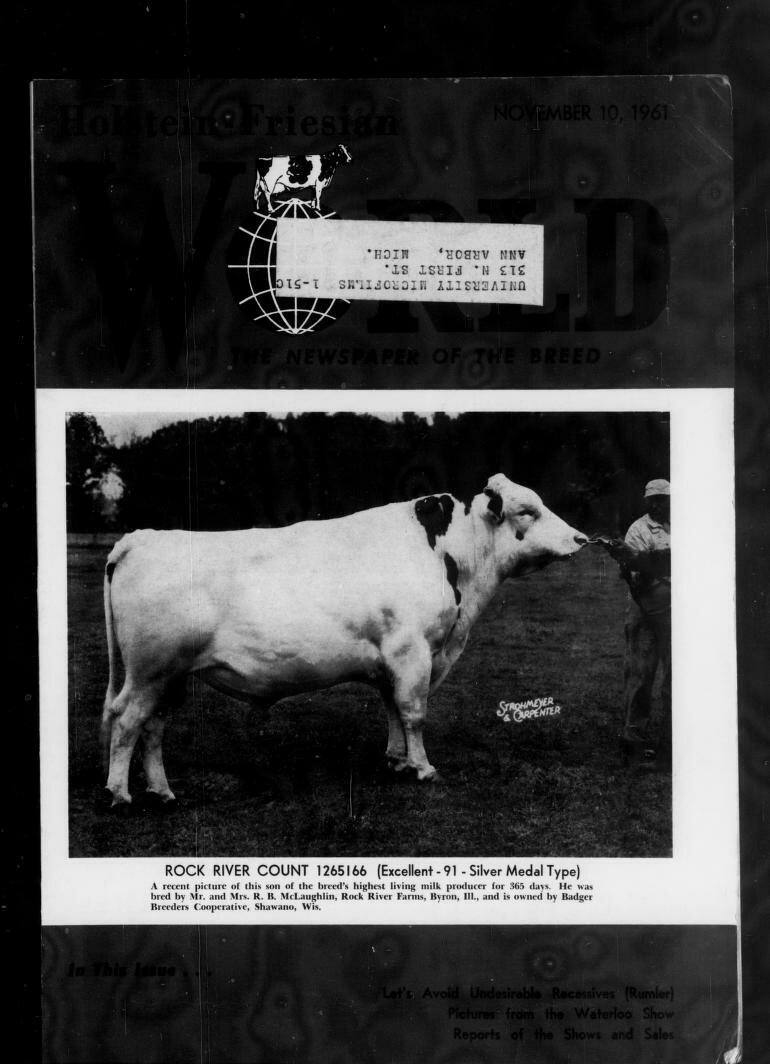 Holstein-Friesian
NOVEMBER 10, 1961
WORLD
UNIVERSITY MICROFILMS 1-51C
313 N. FIRST ST.
ANN ARBOR, MICH.
THE NEWSPAPER OF THE BREED
STROHMEYER
& CARPENTER
ROCK RIVER COUNT 1265166 (Excellent - 91 - Silver Medal Type)
A recent picture of this son of the breed's highest living milk producer for 365 days. He was
bred by Mr. and Mrs. R. B. McLaughlin, Rock River Farms, Byron, Ill., and is owned by Badger
Breeders Cooperative, Shawano, Wis.
In This Issue . . .
Let's Avoid Undesirable Recessives (Rumler)
Pictures from the Waterloo Show
Reports of the Shows and Sales